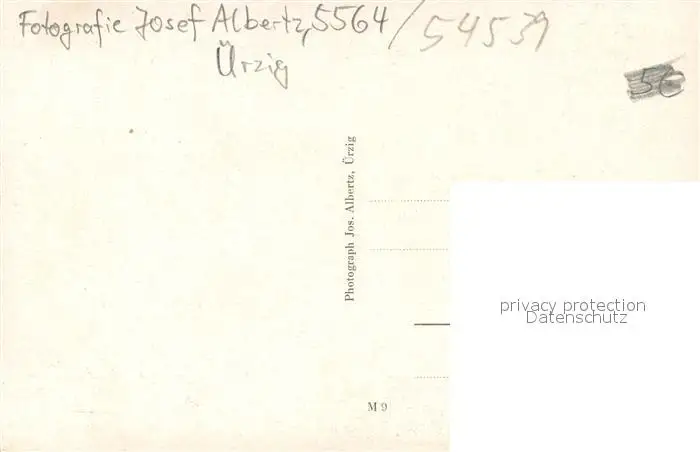 Fotografie Josef Albertz, 5564 / 54539
Ürzig
56
Photograph Jos. Albertz, Ürzig
privacy protection
Datenschutz
M 9